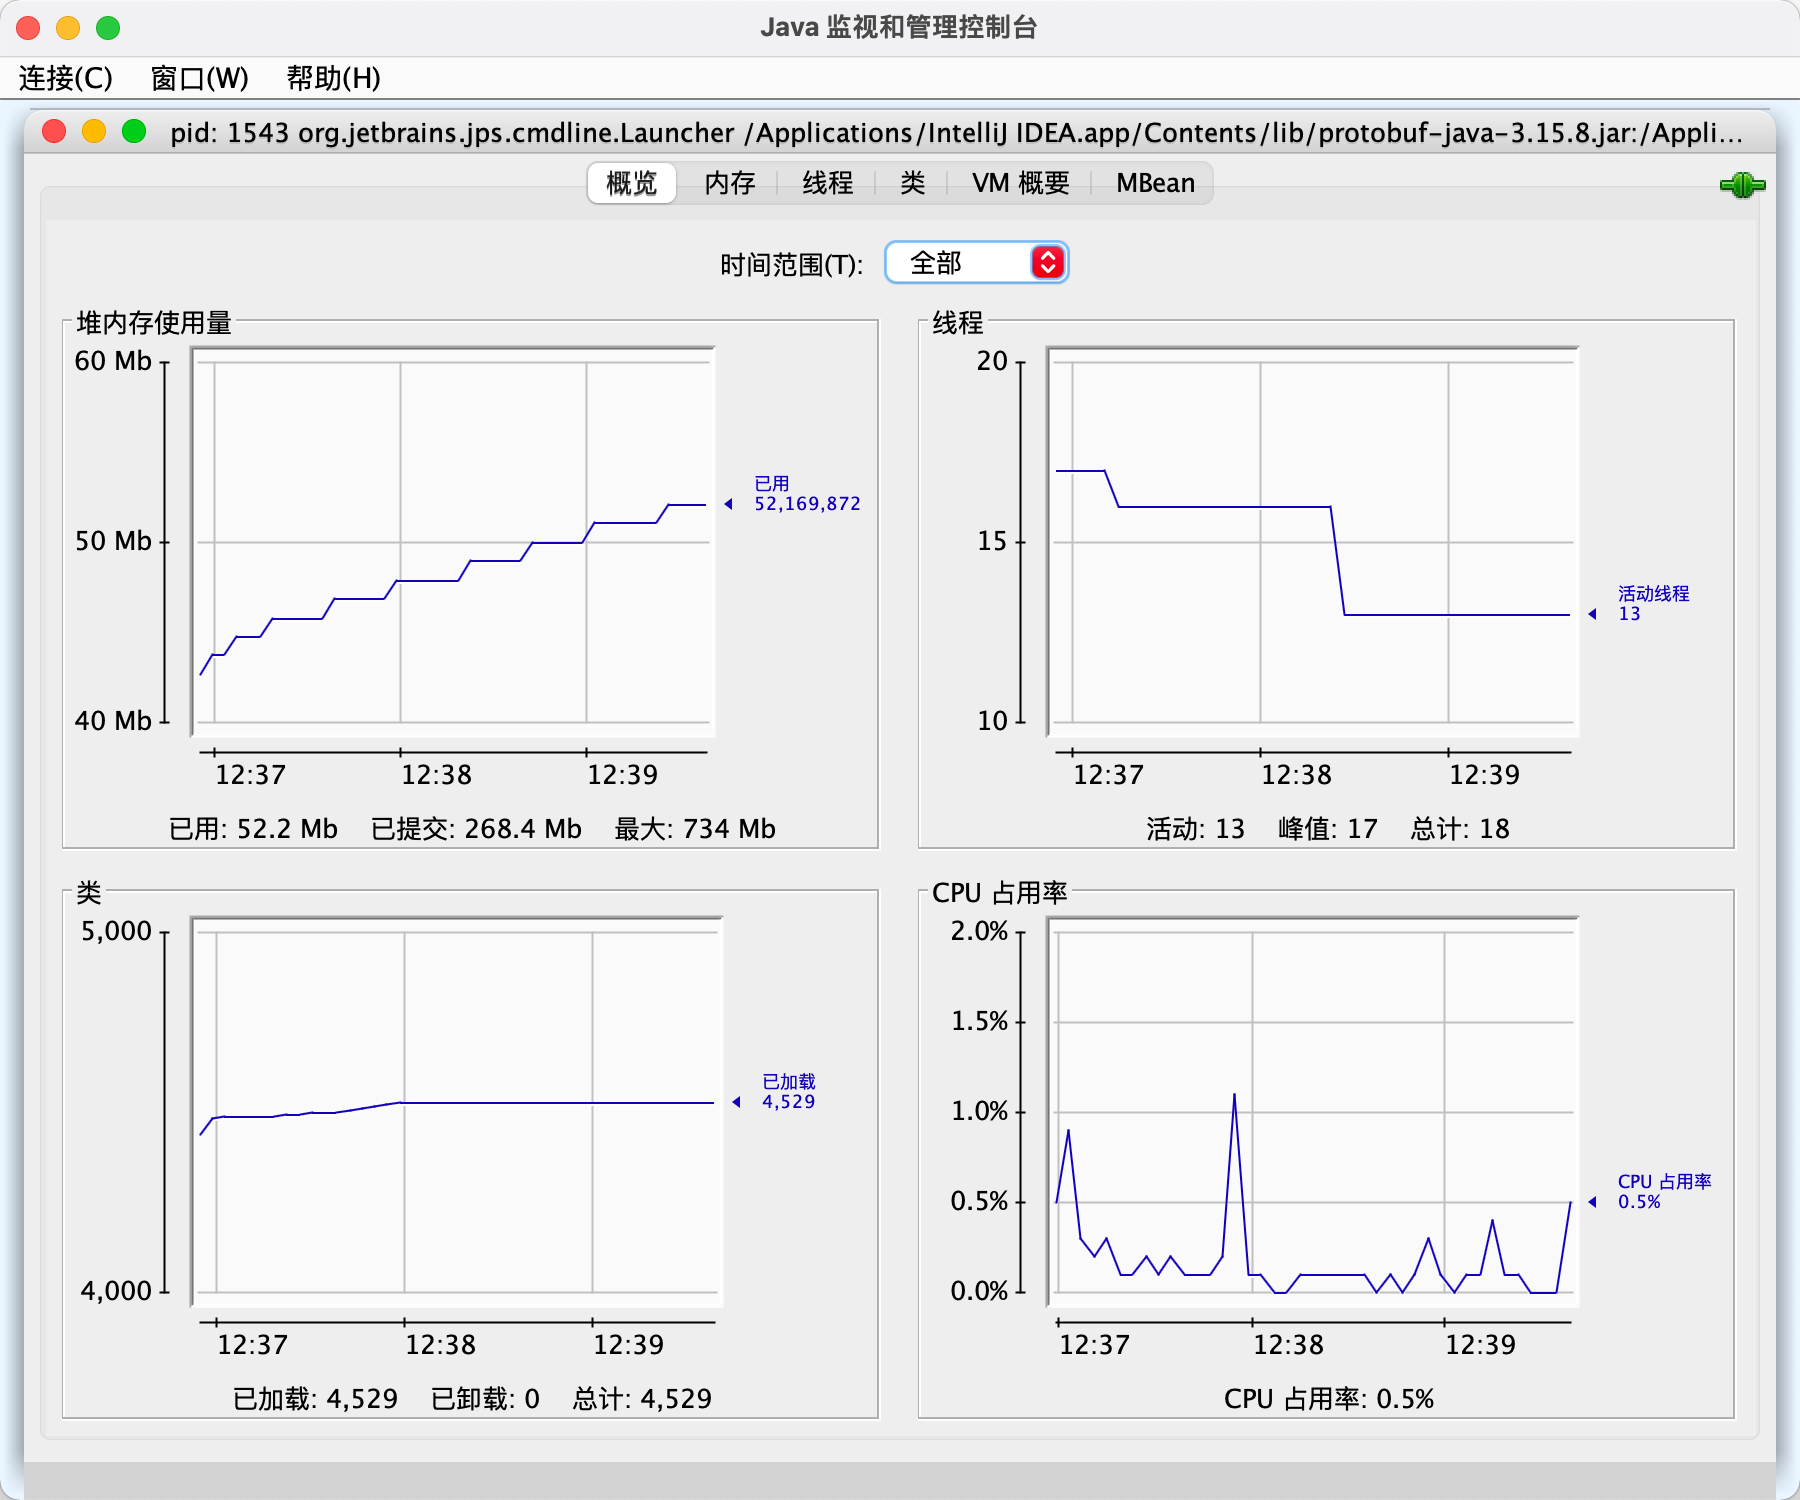 Java 监视和管理控制台
连接(C) 窗口(W) 帮助(H)
pid: 1543 org.jetbrains.jps.cmdline.Launcher /Applications/IntelliJ IDEA.app/Contents/lib/protobuf-java-3.15.8.jar:/Appli...
概览 内存 线程 类 VM 概要 MBean
时间范围(T): 全部
堆内存使用量
60 Mb
50 Mb
40 Mb
已用
52,169,872
12:37 12:38 12:39
已用: 52.2 Mb 已提交: 268.4 Mb 最大: 734 Mb
线程
20
15
10
活动线程
13
12:37 12:38 12:39
活动: 13 峰值: 17 总计: 18
类
5,000
4,000
已加载
4,529
12:37 12:38 12:39
已加载: 4,529 已卸载: 0 总计: 4,529
CPU 占用率
2.0%
1.5%
1.0%
0.5%
0.0%
CPU 占用率
0.5%
12:37 12:38 12:39
CPU 占用率: 0.5%